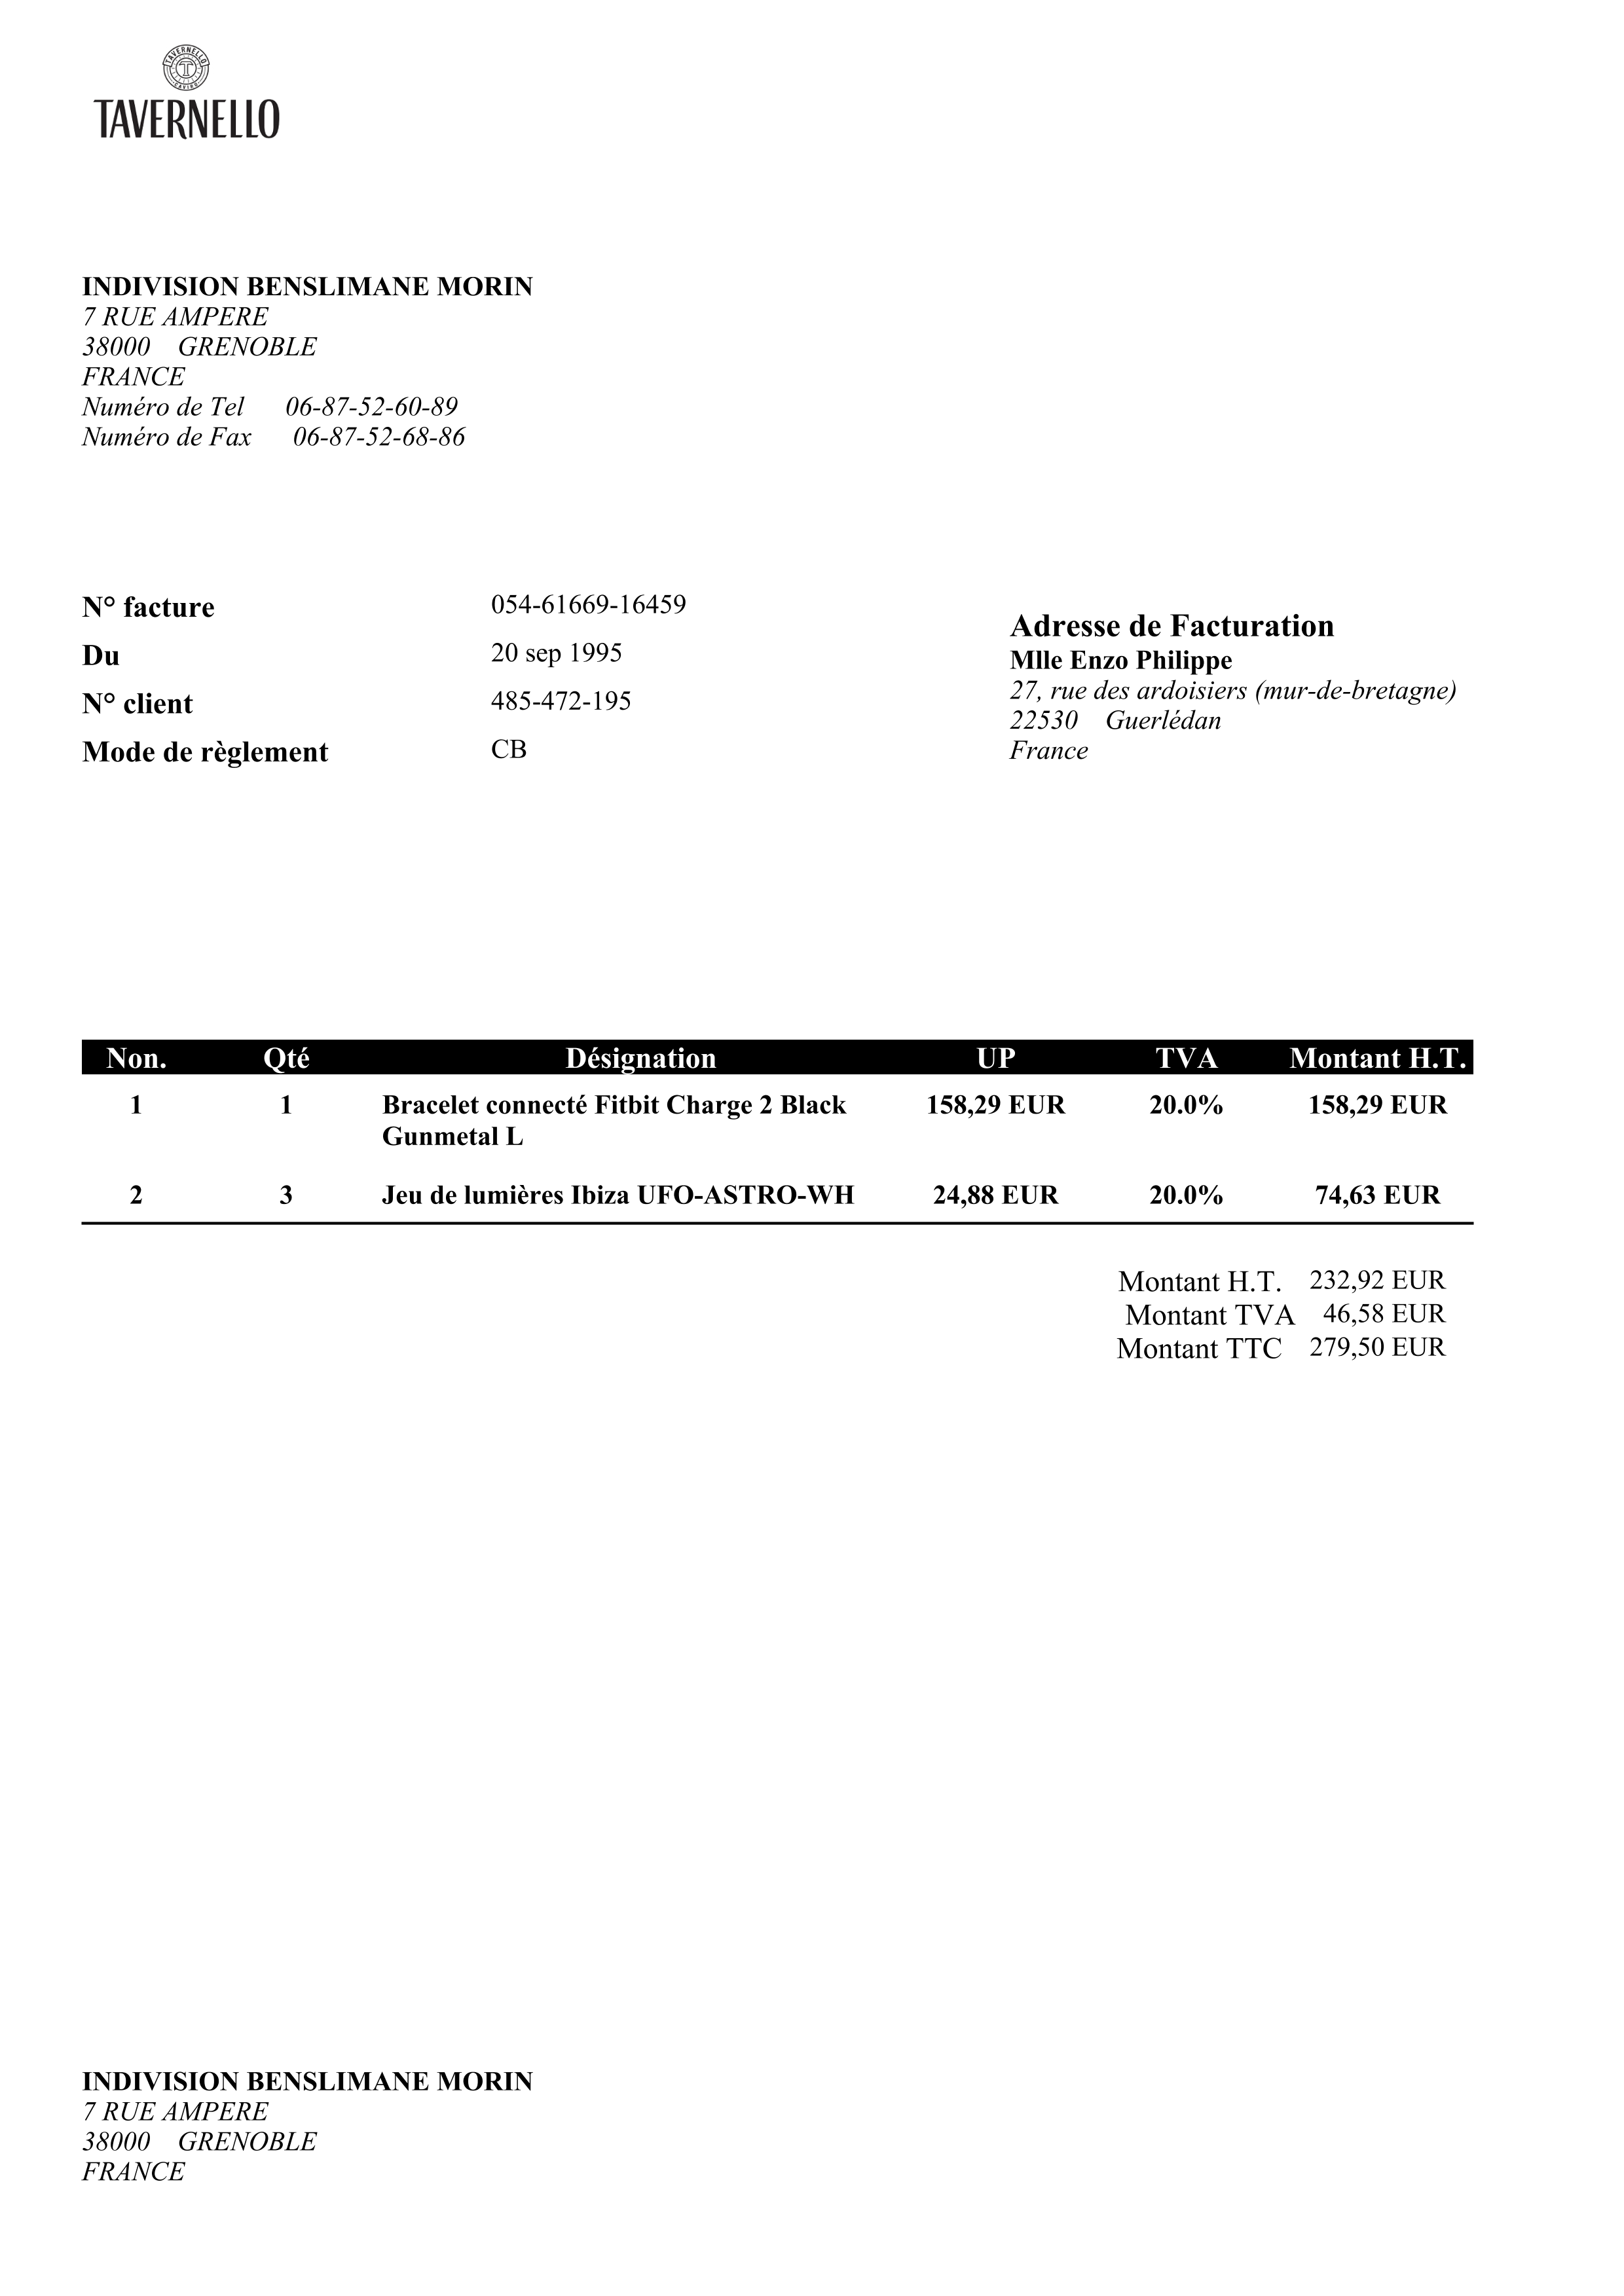 TAVERNELLO
CAVIRO
TAVERNELLO
INDIVISION BENSLIMANE MORIN
7 RUE AMPERE
38000 GRENOBLE
FRANCE
Numéro de Tel 06-87-52-60-89
Numéro de Fax 06-87-52-68-86
N° facture 054-61669-16459
Du 20 sep 1995
N° client 485-472-195
Mode de règlement CB
Adresse de Facturation
Mlle Enzo Philippe
27, rue des ardoisiers (mur-de-bretagne)
22530 Guerlédan
France
Non. Qté Désignation UP TVA Montant H.T.
1 1 Bracelet connecté Fitbit Charge 2 Black 158,29 EUR 20.0% 158,29 EUR
Gunmetal L
2 3 Jeu de lumières Ibiza UFO-ASTRO-WH 24,88 EUR 20.0% 74,63 EUR
Montant H.T. 232,92 EUR
Montant TVA 46,58 EUR
Montant TTC 279,50 EUR
INDIVISION BENSLIMANE MORIN
7 RUE AMPERE
38000 GRENOBLE
FRANCE